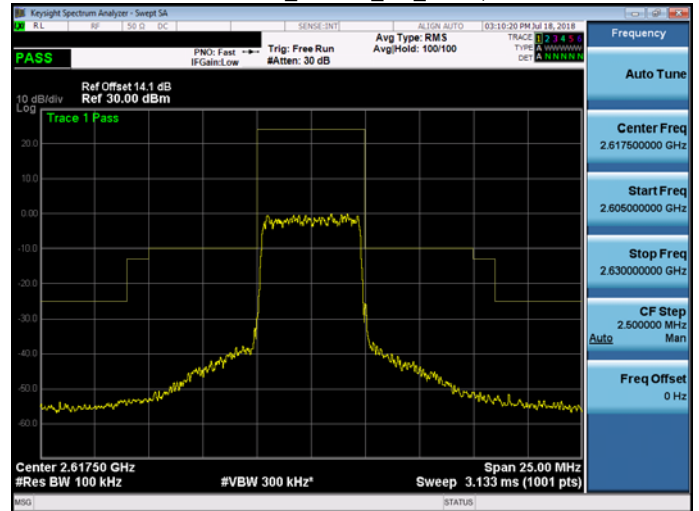 Keysight Spectrum Analyzer - Swept SA
RL RF 50 Ω DC SENSE:INT ALIGN AUTO 03:10:20 PM Jul 18, 2018
Frequency
PASS PNO: Fast Trig: Free Run Avg Type: RMS TRACE 1 2 3 4 5 6
IFGain:Low #Atten: 30 dB Avg|Hold: 100/100 TYPE A WWWWW
DET A N N N N N
Auto Tune
Ref Offset 14.1 dB
10 dB/div Ref 30.00 dBm
Log
Trace 1 Pass
20.0
10.0
0.00
-10.0
-20.0
-30.0
-40.0
-50.0
-60.0
Center Freq
2.617500000 GHz
Start Freq
2.605000000 GHz
Stop Freq
2.630000000 GHz
CF Step
2.500000 MHz
Auto Man
Freq Offset
0 Hz
Center 2.61750 GHz Span 25.00 MHz
#Res BW 100 kHz #VBW 300 kHz* Sweep 3.133 ms (1001 pts)
MSG STATUS